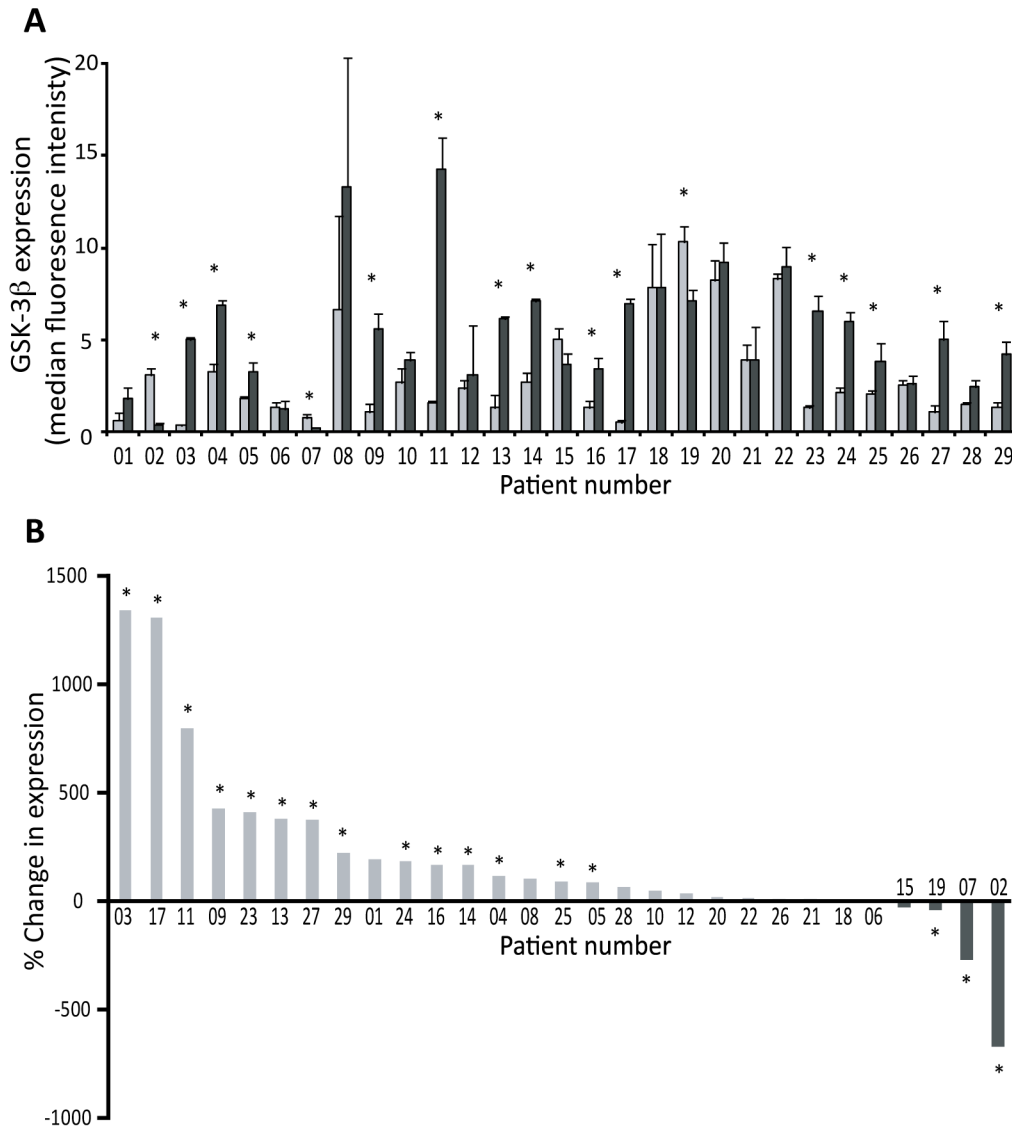 A
GSK-3β expression
(median fluoresence intenisty)
20
15
10
5
0
* * * * * * * * * * * * * * * * * *
01 02 03 04 05 06 07 08 09 10 11 12 13 14 15 16 17 18 19 20 21 22 23 24 25 26 27 28 29
Patient number
B
% Change in expression
1500
1000
500
0
-500
-1000
* * * * * * * * * * * * * *
03 17 11 09 23 13 27 29 01 24 16 14 04 08 25 05 28 10 12 20 22 26 21 18 06
15 19 07 02
Patient number
* * *